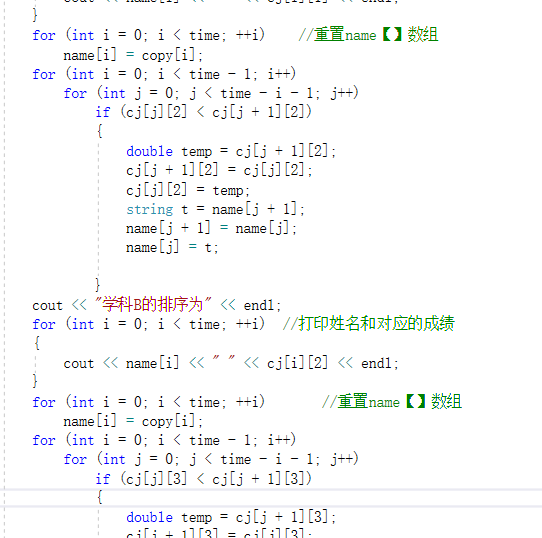 }
for (int i = 0; i < time; ++i)    //重置name【】数组
    name[i] = copy[i];
for (int i = 0; i < time - 1; i++)
    for (int j = 0; j < time - i - 1; j++)
        if (cj[j][2] < cj[j + 1][2])
        {
            double temp = cj[j + 1][2];
            cj[j + 1][2] = cj[j][2];
            cj[j][2] = temp;
            string t = name[j + 1];
            name[j + 1] = name[j];
            name[j] = t;
        }
cout << "学科B的排序为" << endl;
for (int i = 0; i < time; ++i)  //打印姓名和对应的成绩
{
    cout << name[i] << " " << cj[i][2] << endl;
}
for (int i = 0; i < time; ++i)       //重置name【】数组
    name[i] = copy[i];
for (int i = 0; i < time - 1; i++)
    for (int j = 0; j < time - i - 1; j++)
        if (cj[j][3] < cj[j + 1][3])
        {
            double temp = cj[j + 1][3];
            cj[j + 1][3] = cj[j][3];